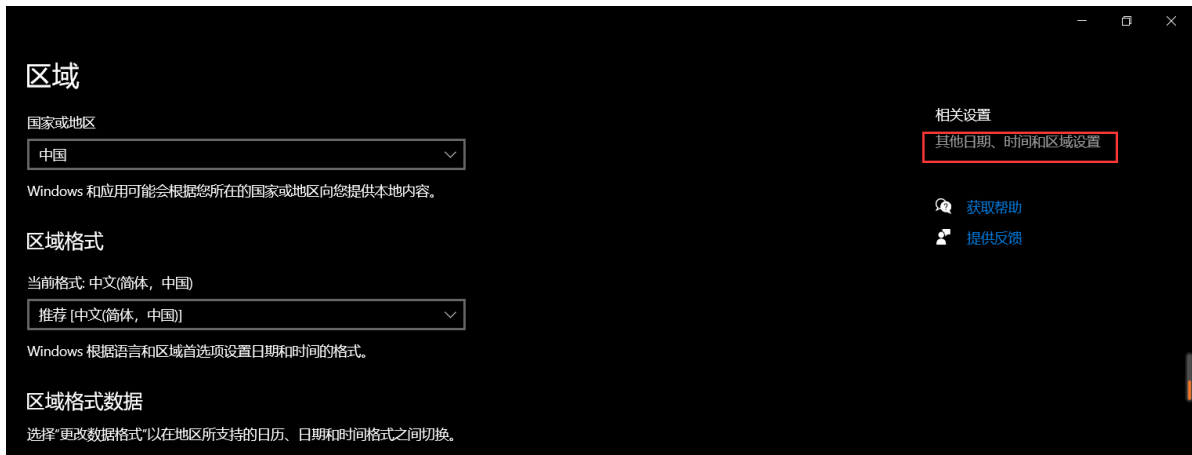 区域
国家或地区
中国
Windows 和应用可能会根据您所在的国家或地区向您提供本地内容。
区域格式
当前格式: 中文(简体，中国)
推荐 [中文(简体，中国)]
Windows 根据语言和区域首选项设置日期和时间的格式。
区域格式数据
选择"更改数据格式"以在地区所支持的日历、日期和时间格式之间切换。
相关设置
其他日期、时间和区域设置
获取帮助
提供反馈